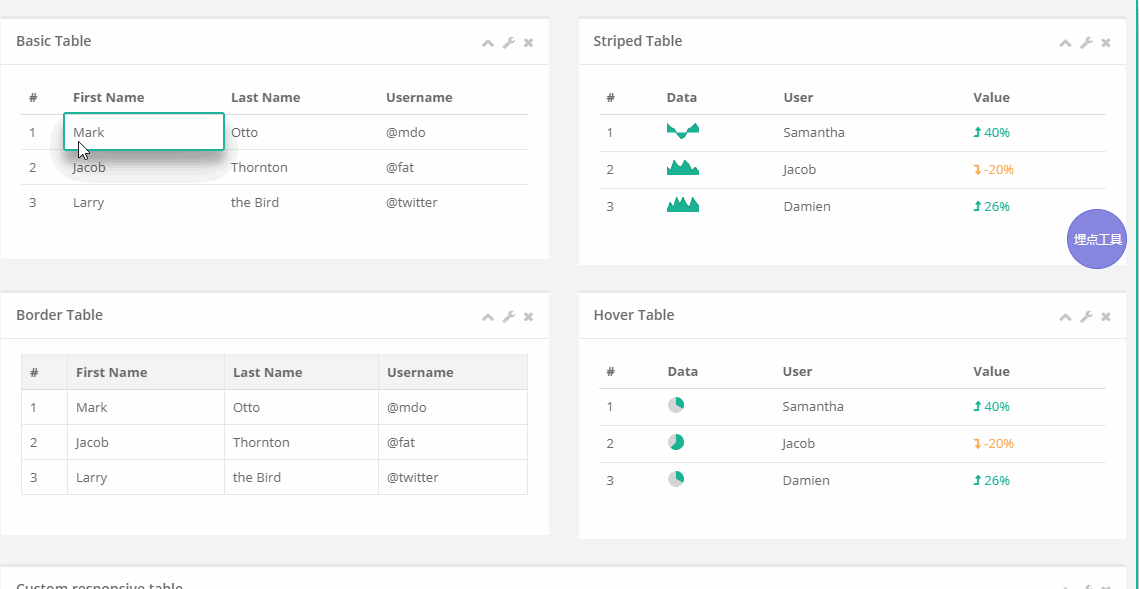 Basic Table
# First Name Last Name Username
1 Mark Otto @mdo
2 Jacob Thornton @fat
3 Larry the Bird @twitter
Striped Table
# Data User Value
1 Samantha 40%
2 Jacob -20%
3 Damien 26%
埋点工具
Border Table
# First Name Last Name Username
1 Mark Otto @mdo
2 Jacob Thornton @fat
3 Larry the Bird @twitter
Hover Table
# Data User Value
1 Samantha 40%
2 Jacob -20%
3 Damien 26%
Custom responsive table